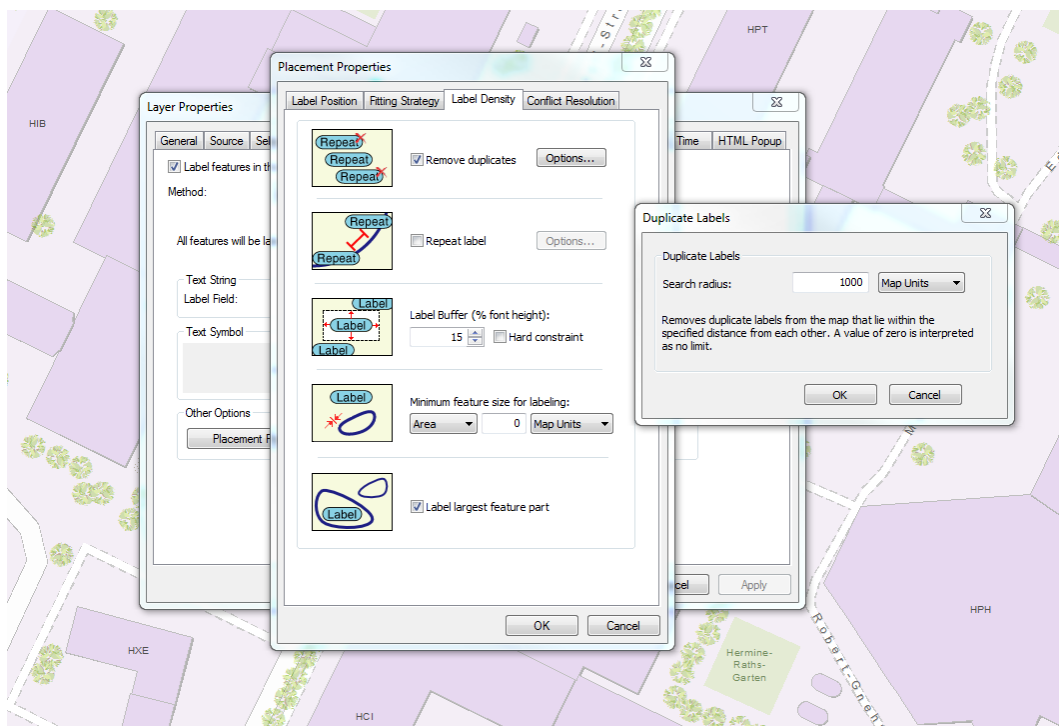 HPT
HIB
Placement Properties
Label Position
Fitting Strategy
Label Density
Conflict Resolution
Repeat
Repeat
Repeat
Remove duplicates
Options...
Repeat
Repeat
Repeat label
Options...
Label
Label
Label
Label Buffer (% font height):
15
Hard constraint
Label
Minimum feature size for labeling:
Area
0
Map Units
Label
Label largest feature part
OK
Cancel
Layer Properties
General
Source
Sel
Time
HTML Popup
Label features in th
Method:
All features will be la
Text String
Label Field:
Text Symbol
Other Options
Placement P
cel
Apply
Duplicate Labels
Duplicate Labels
Search radius:
1000
Map Units
Removes duplicate labels from the map that lie within the
specified distance from each other. A value of zero is interpreted
as no limit.
OK
Cancel
HPH
HXE
HCI
Hermine-
Raths-
Garten
Robert-Gneh